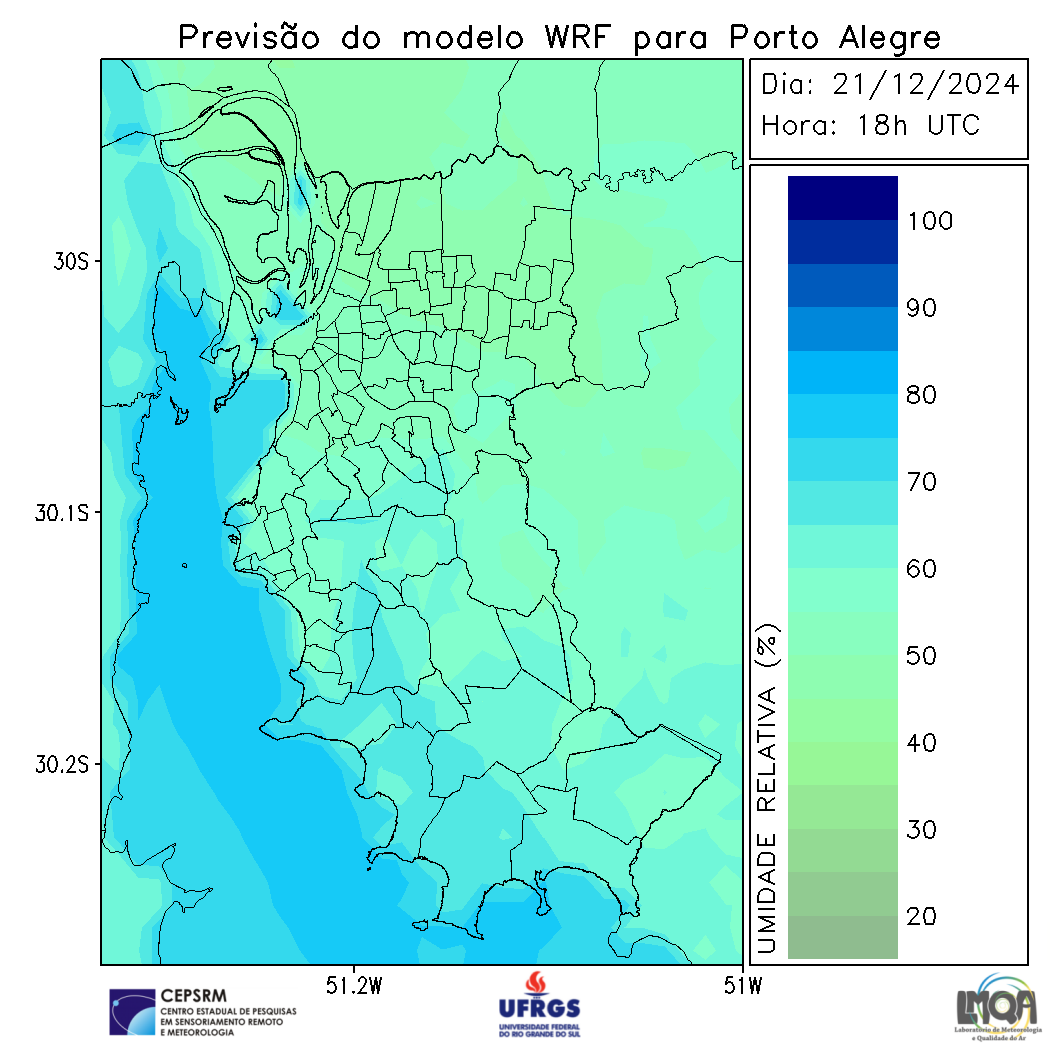 Previsão do modelo WRF para Porto Alegre
Dia: 21/12/2024
Hora: 18h UTC
100
90
80
70
60
50
40
30
20
UMIDADE RELATIVA (%)
30S
30.1S
30.2S
51.2W
51W
CEPSRM
CENTRO ESTADUAL DE PESQUISAS
EM SENSORIAMENTO REMOTO
E METEOROLOGIA
UFRGS
UNIVERSIDADE FEDERAL
DO RIO GRANDE DO SUL
LMQA
Laboratório de Meteorologia
e Qualidade do Ar